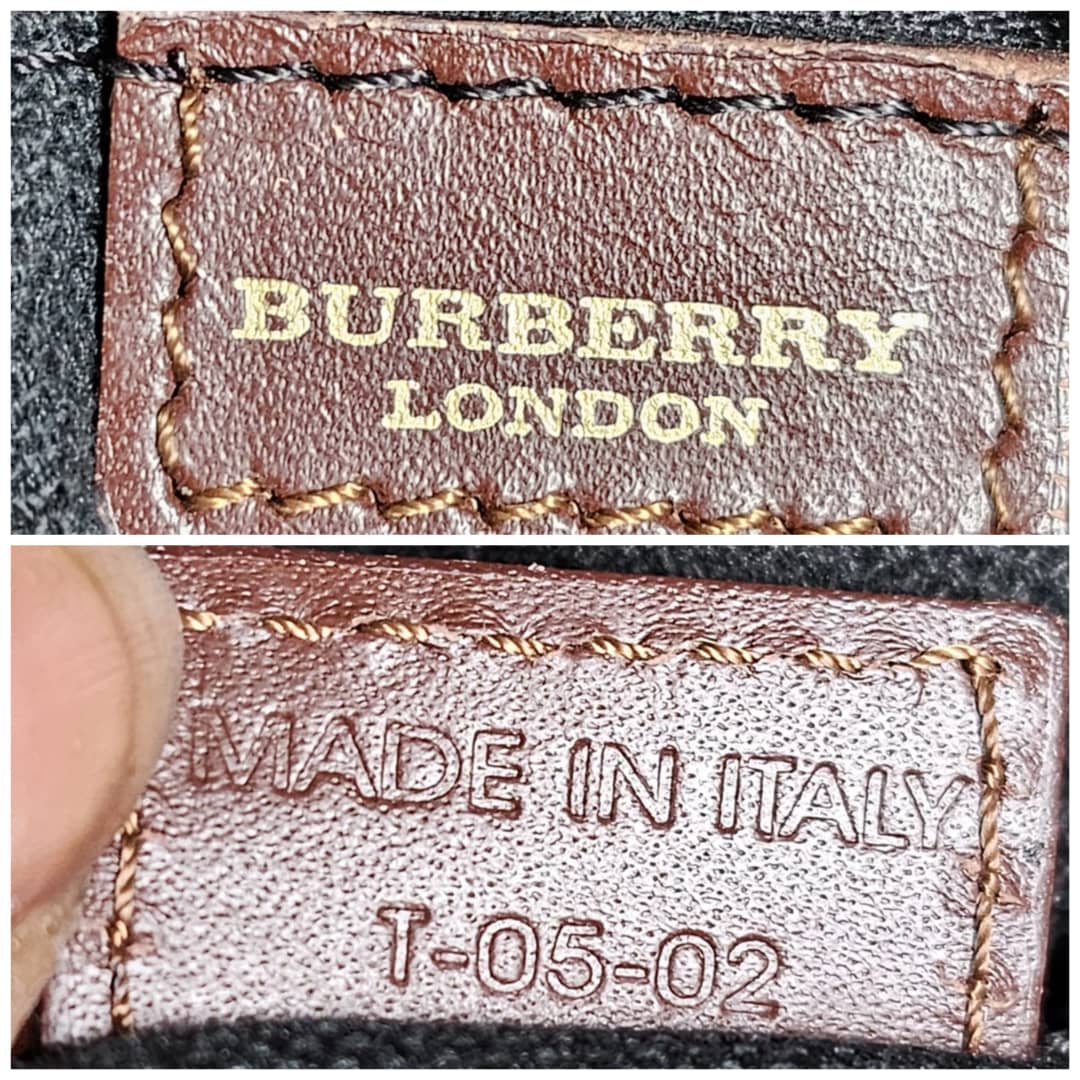 BURBERRY
LONDON
MADE IN ITALY
T-05-02